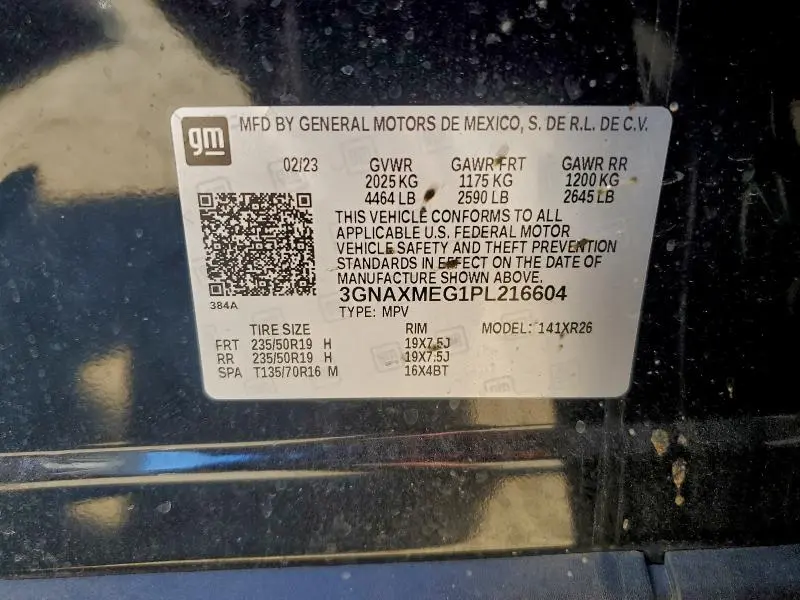 gm MFD BY GENERAL MOTORS DE MEXICO, S. DE R.L. DE C.V.
02/23 GVWR GAWR FRT GAWR RR
2025 KG 1175 KG 1200 KG
4464 LB 2590 LB 2645 LB
THIS VEHICLE CONFORMS TO ALL
APPLICABLE U.S. FEDERAL MOTOR
VEHICLE SAFETY AND THEFT PREVENTION
STANDARDS IN EFFECT ON THE DATE OF
MANUFACTURE SHOWN ABOVE.
384A
3GNAXMEG1PL216604
TYPE: MPV
TIRE SIZE RIM MODEL: 141XR26
FRT 235/50R19 H 19X7.5J
RR 235/50R19 H 19X7.5J
SPA T135/70R16 M 16X4BT